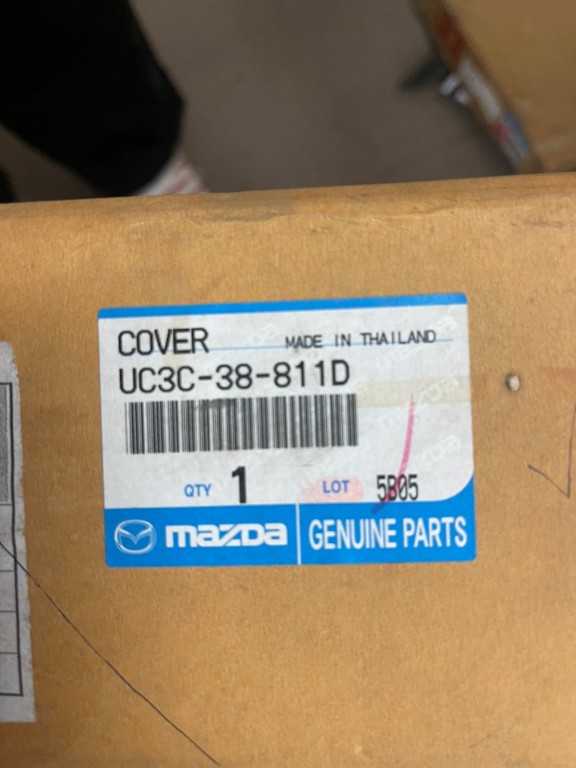 COVER MADE IN THAILAND
UC3C-38-811D
QTY 1 LOT 5B05
mazda GENUINE PARTS